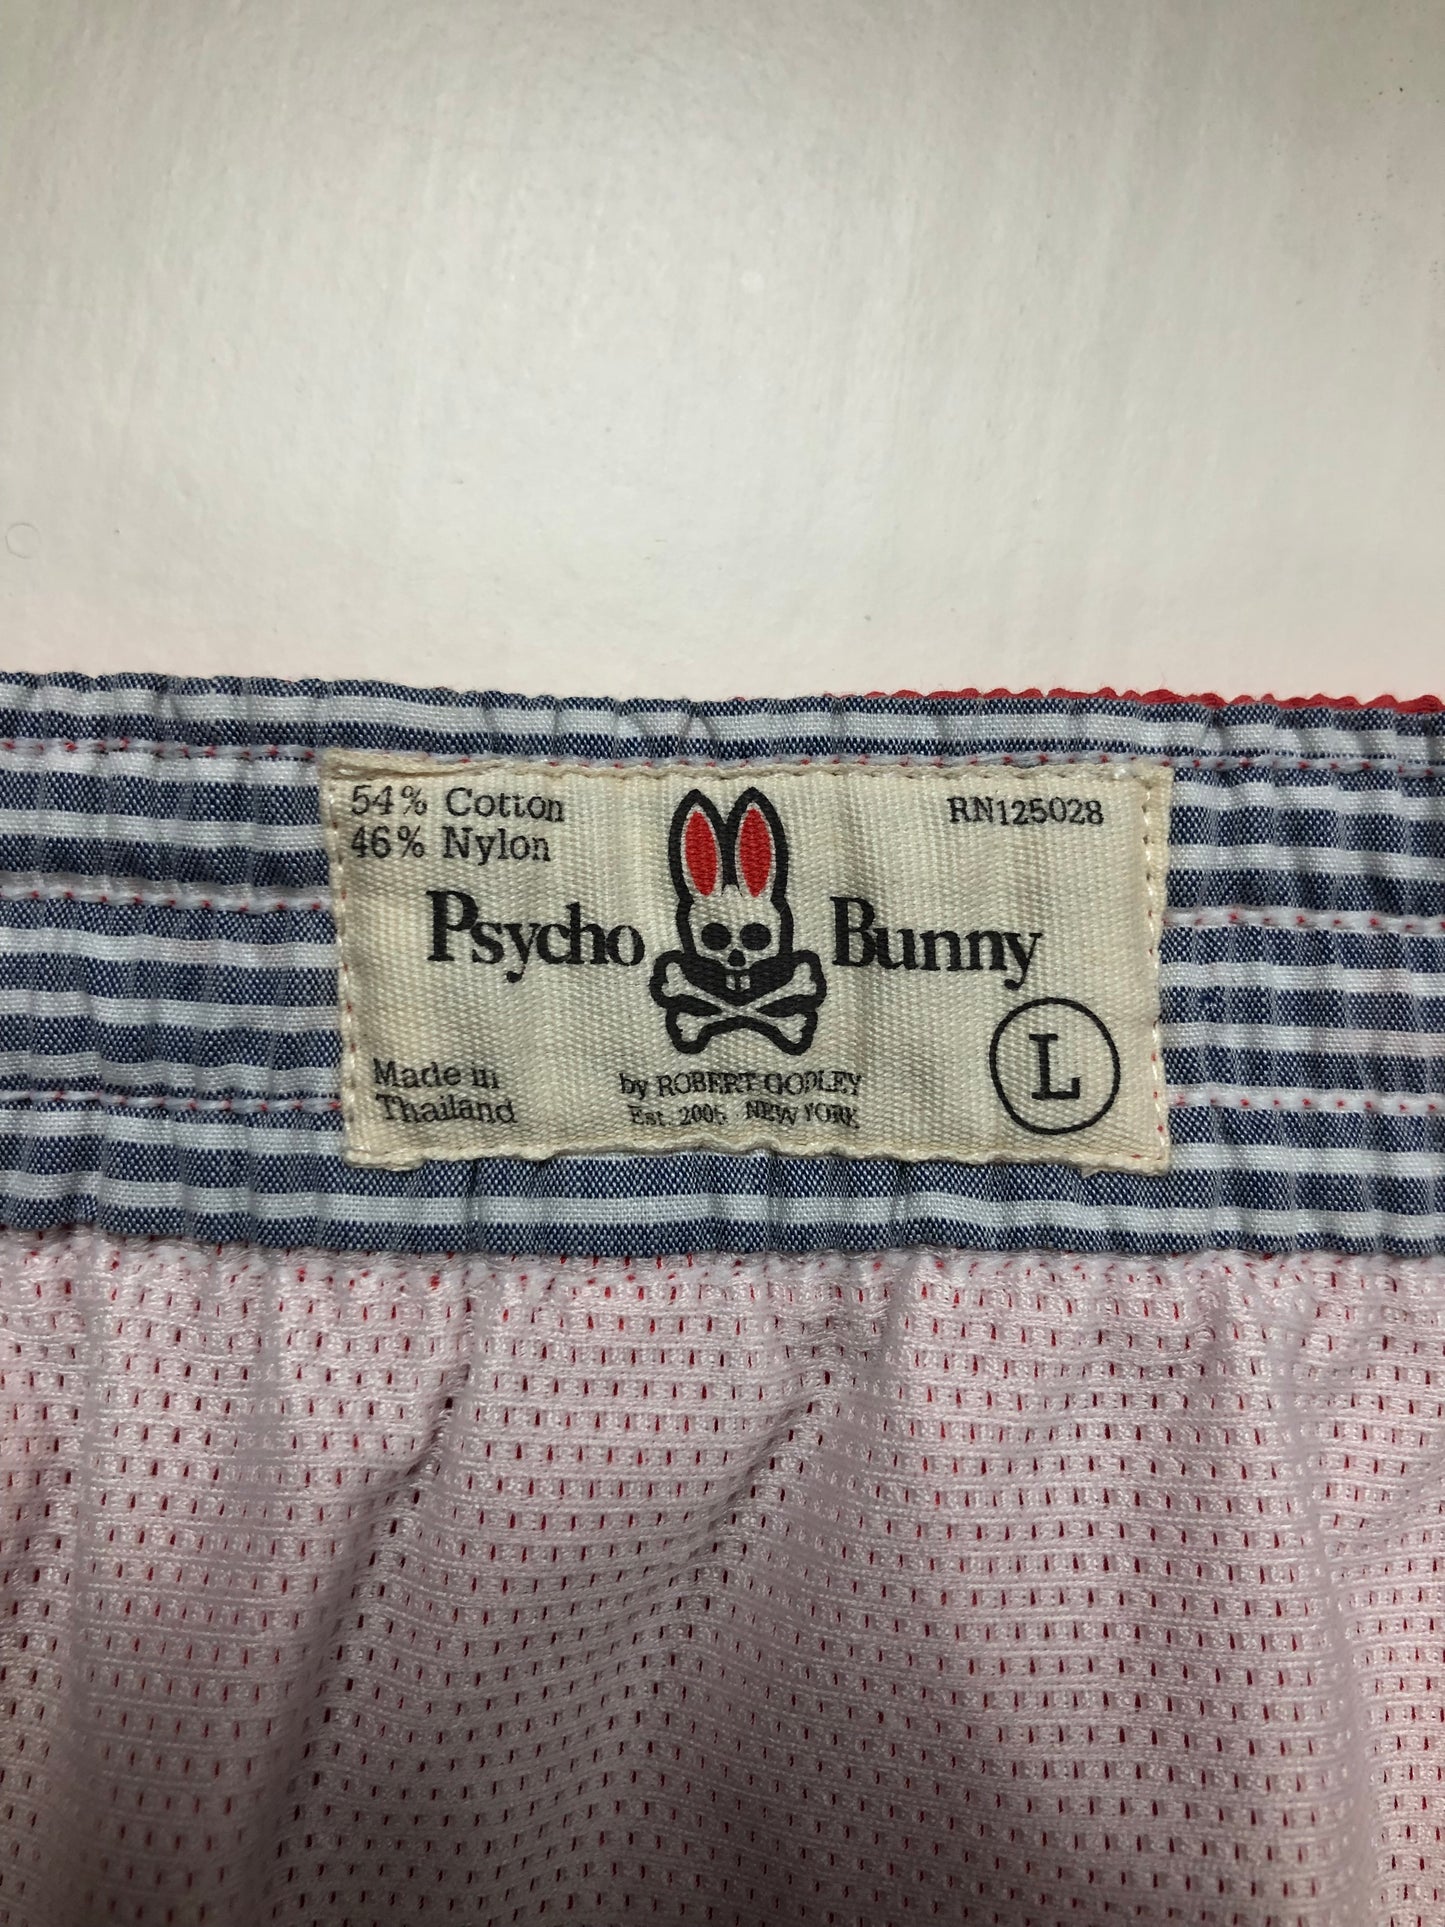 54% Cotton
46% Nylon
RN125028
Psycho Bunny
L
Made in
Thailand
by ROBERT GODLEY
Est. 2005 NEW YORK